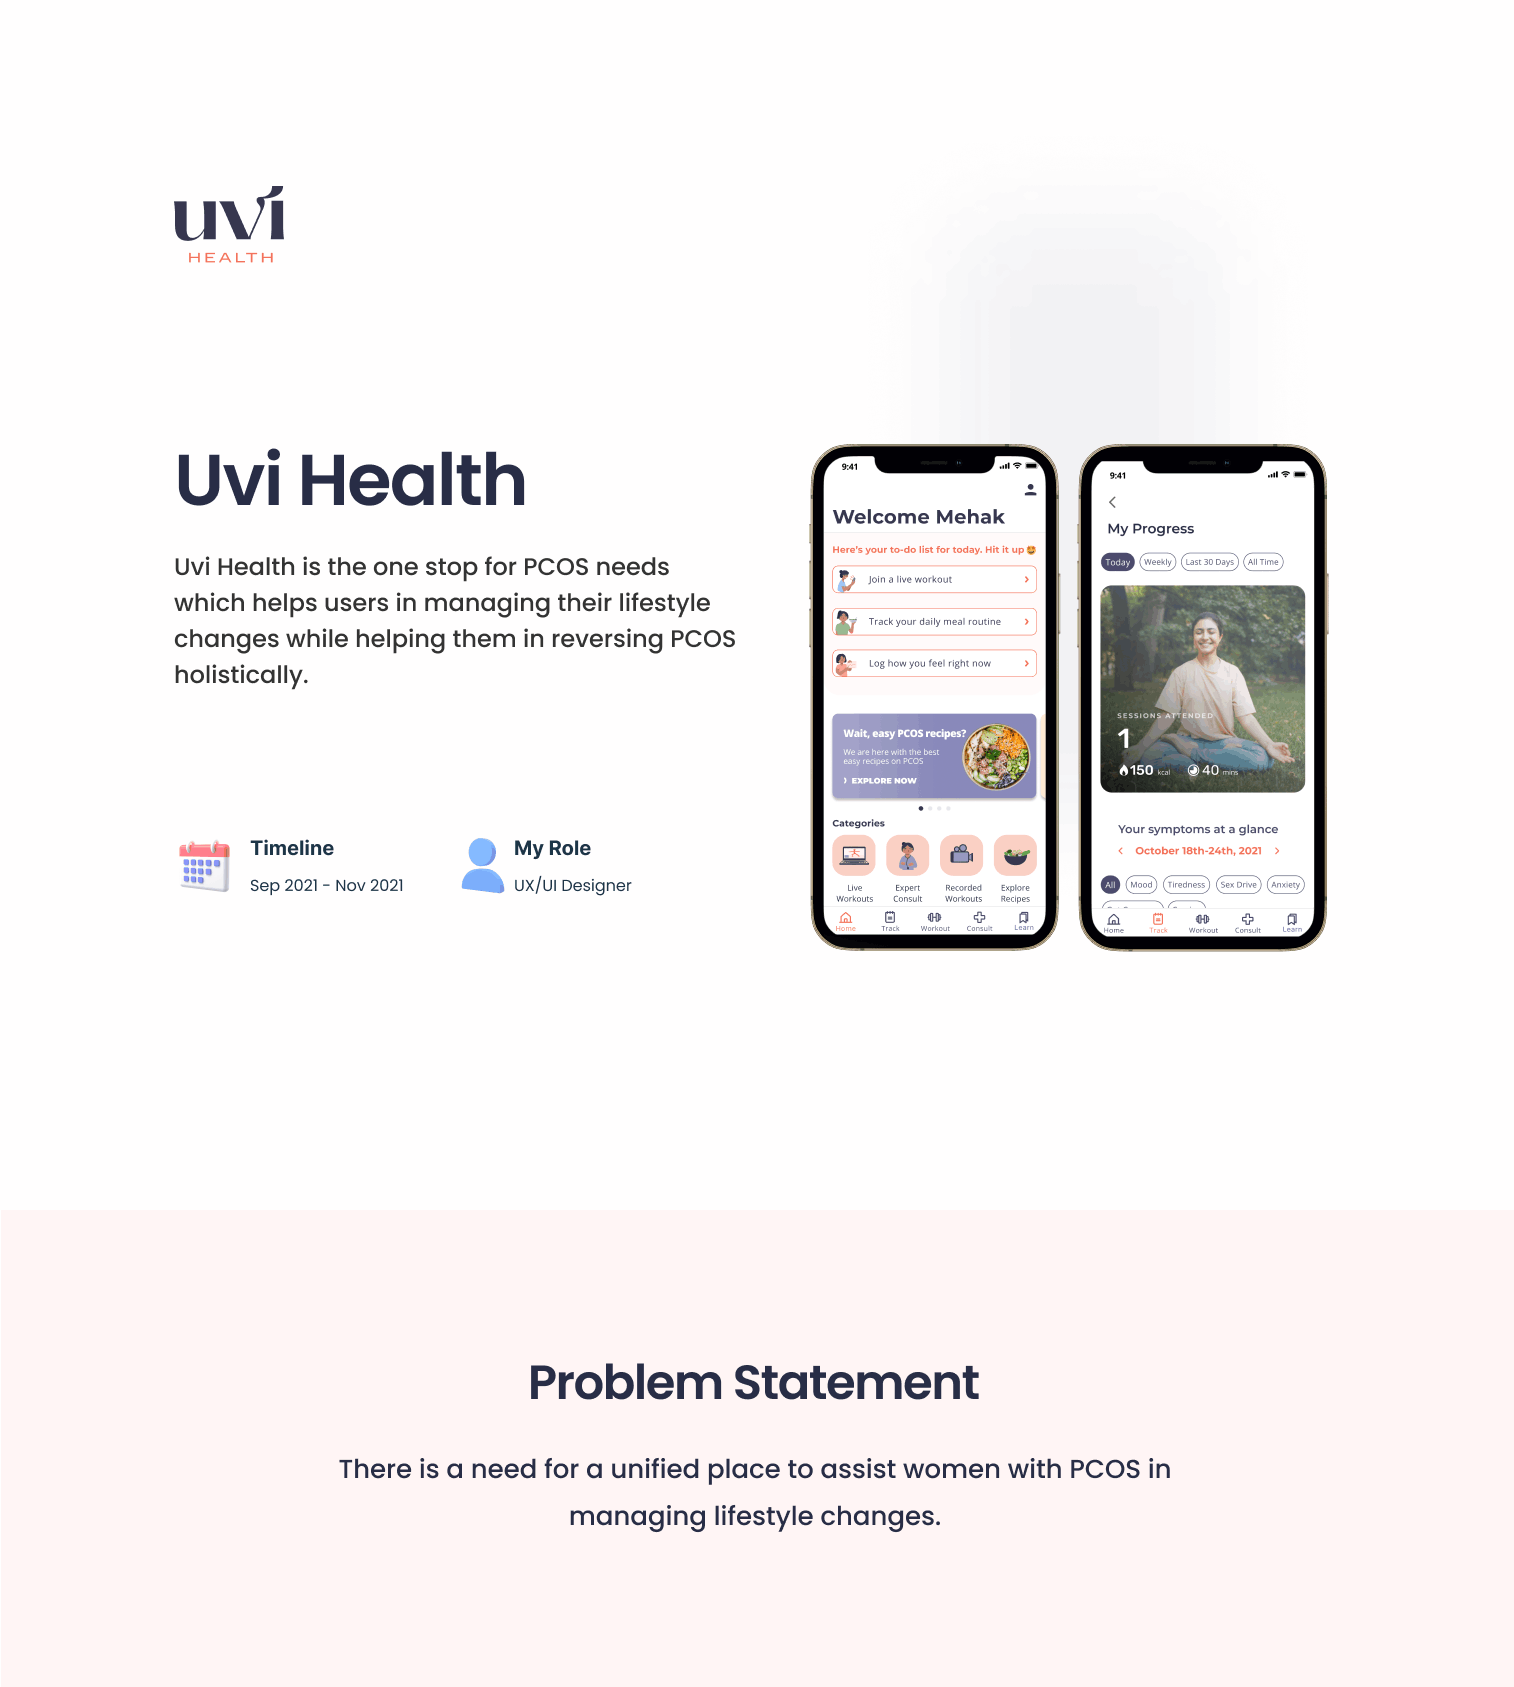 uvi
HEALTH
Uvi Health
Uvi Health is the one stop for PCOS needs
which helps users in managing their lifestyle
changes while helping them in reversing PCOS
holistically.
Timeline
Sep 2021 - Nov 2021
My Role
UX/UI Designer
9:41
Welcome Mehak
Here's your to-do list for today. Hit it up 🤩
Join a live workout
Track your daily meal routine
Log how you feel right now
Wait, easy PCOS recipes?
We are here with the best
easy recipes on PCOS
EXPLORE NOW
Categories
Live
Workouts
Expert
Consult
Recorded
Workouts
Explore
Recipes
Home Track Workout Consult Learn
9:41
My Progress
Today Weekly Last 30 Days All Time
SESSIONS ATTENDED
1
150 kcal 40 mins
Your symptoms at a glance
October 18th-24th, 2021
All Mood Tiredness Sex Drive Anxiety
Home Track Workout Consult Learn
Problem Statement
There is a need for a unified place to assist women with PCOS in
managing lifestyle changes.